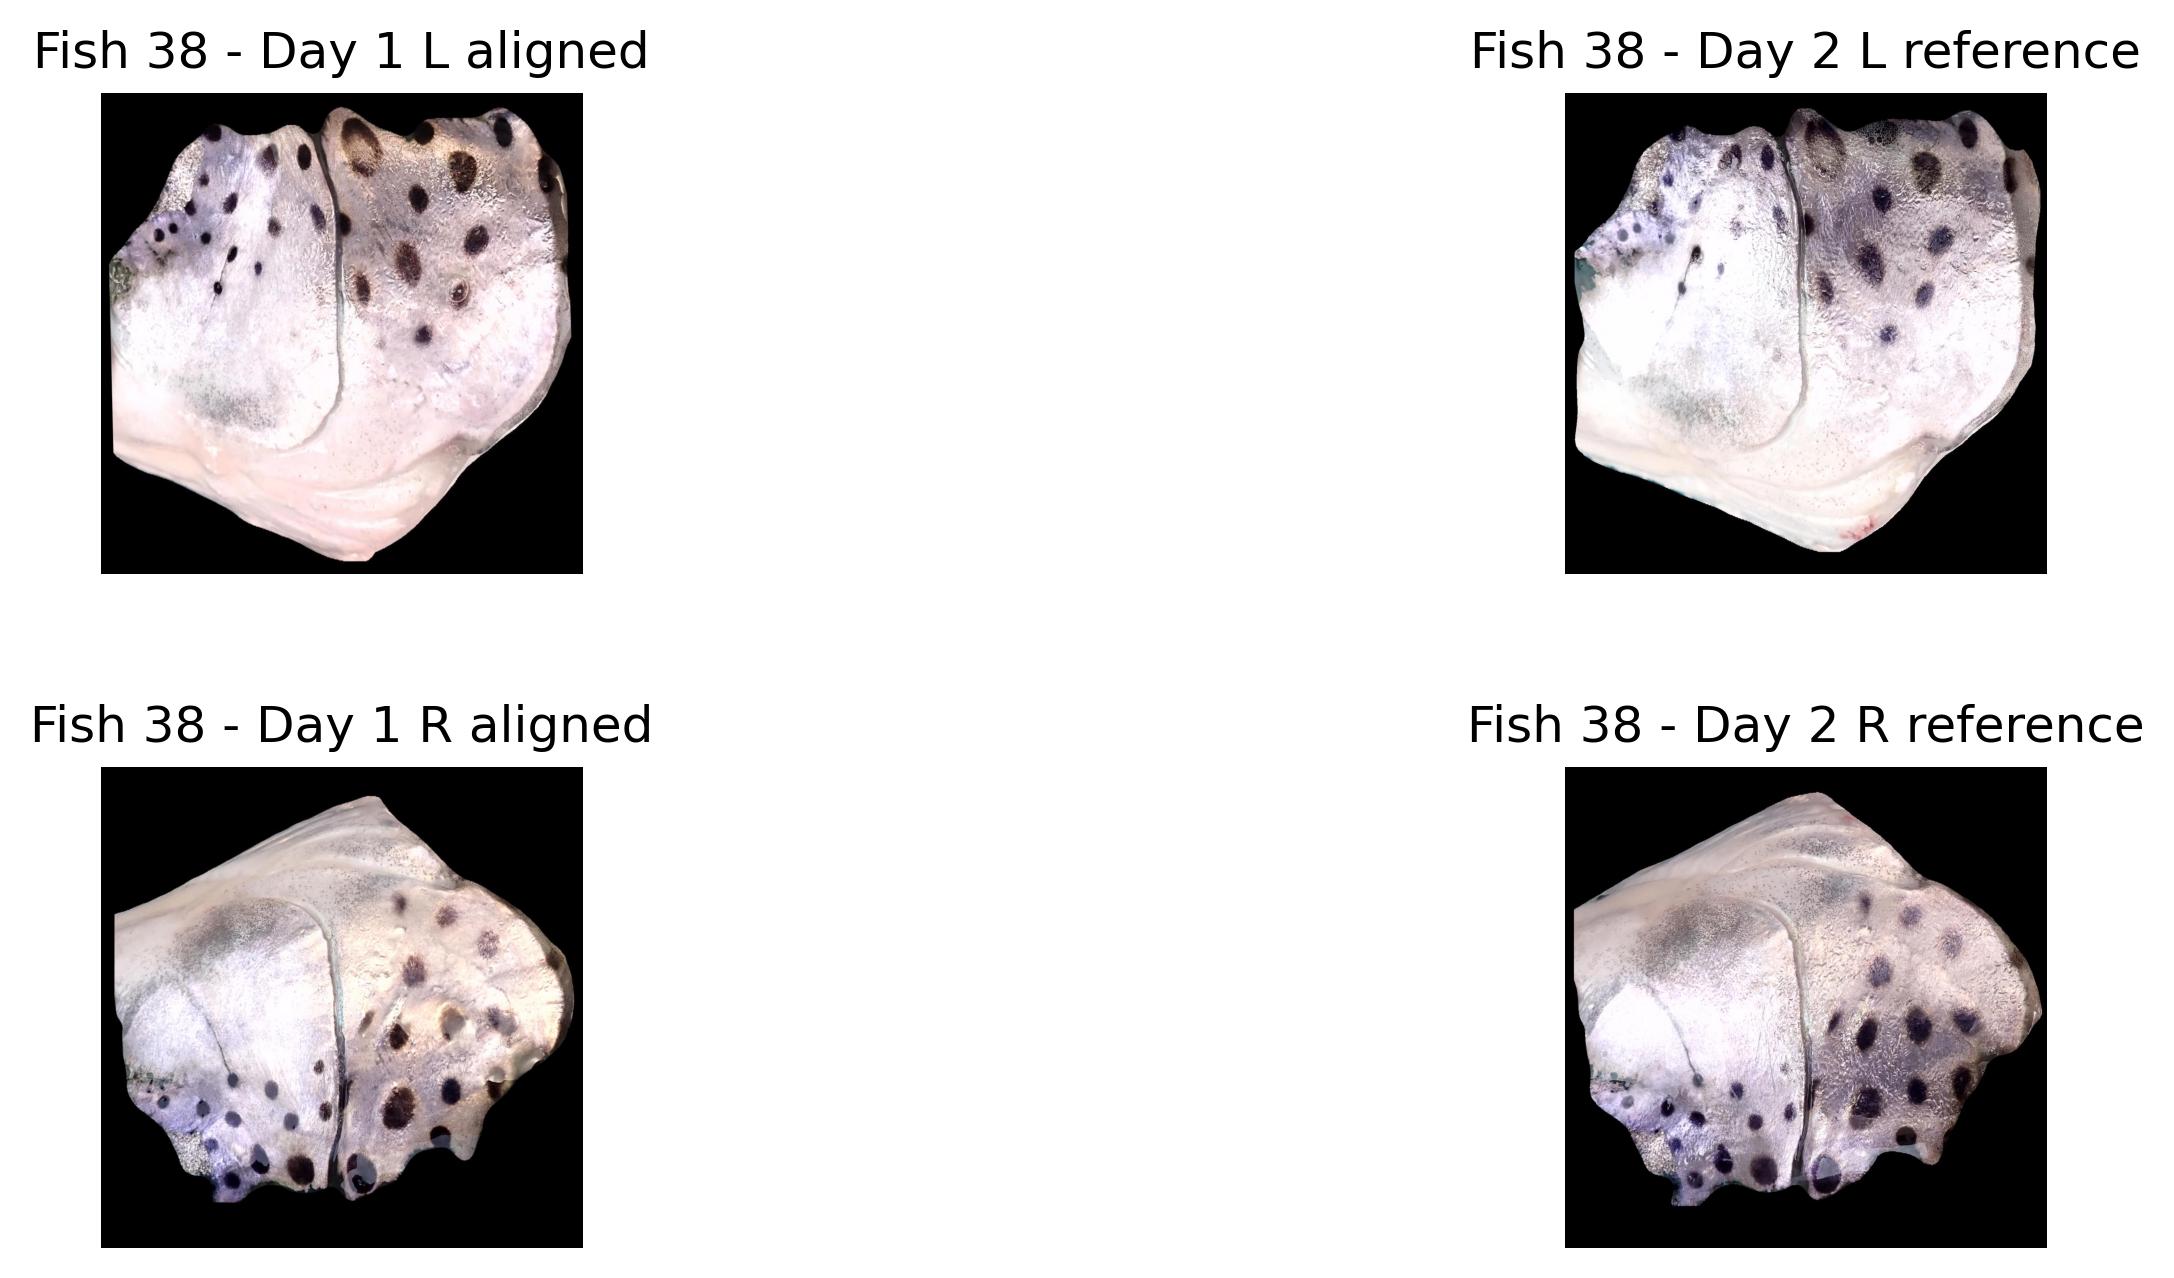 Fish 38 - Day 1 L aligned
Fish 38 - Day 2 L reference
Fish 38 - Day 1 R aligned
Fish 38 - Day 2 R reference